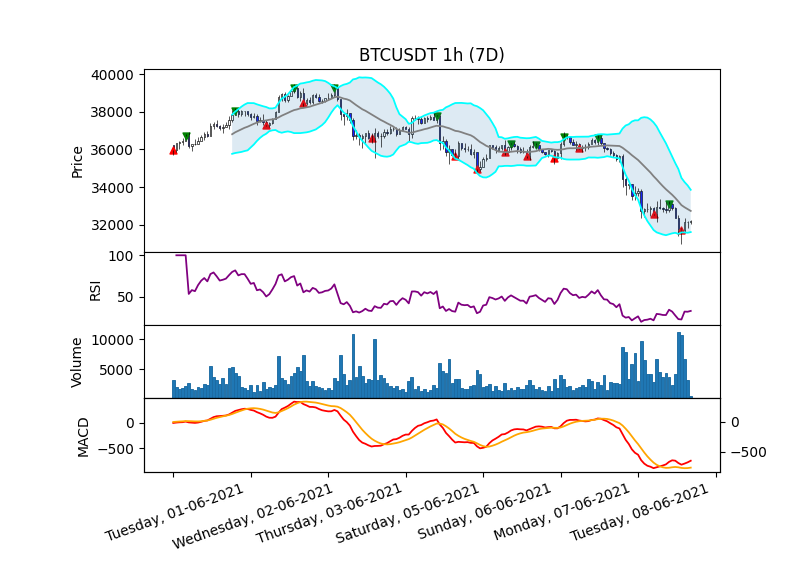 BTCUSDT 1h (7D)
40000
38000
36000
34000
32000
Price
100
50
RSI
10000
5000
Volume
0
−500
MACD
0
−500
Tuesday, 01-06-2021
Wednesday, 02-06-2021
Thursday, 03-06-2021
Saturday, 05-06-2021
Sunday, 06-06-2021
Monday, 07-06-2021
Tuesday, 08-06-2021